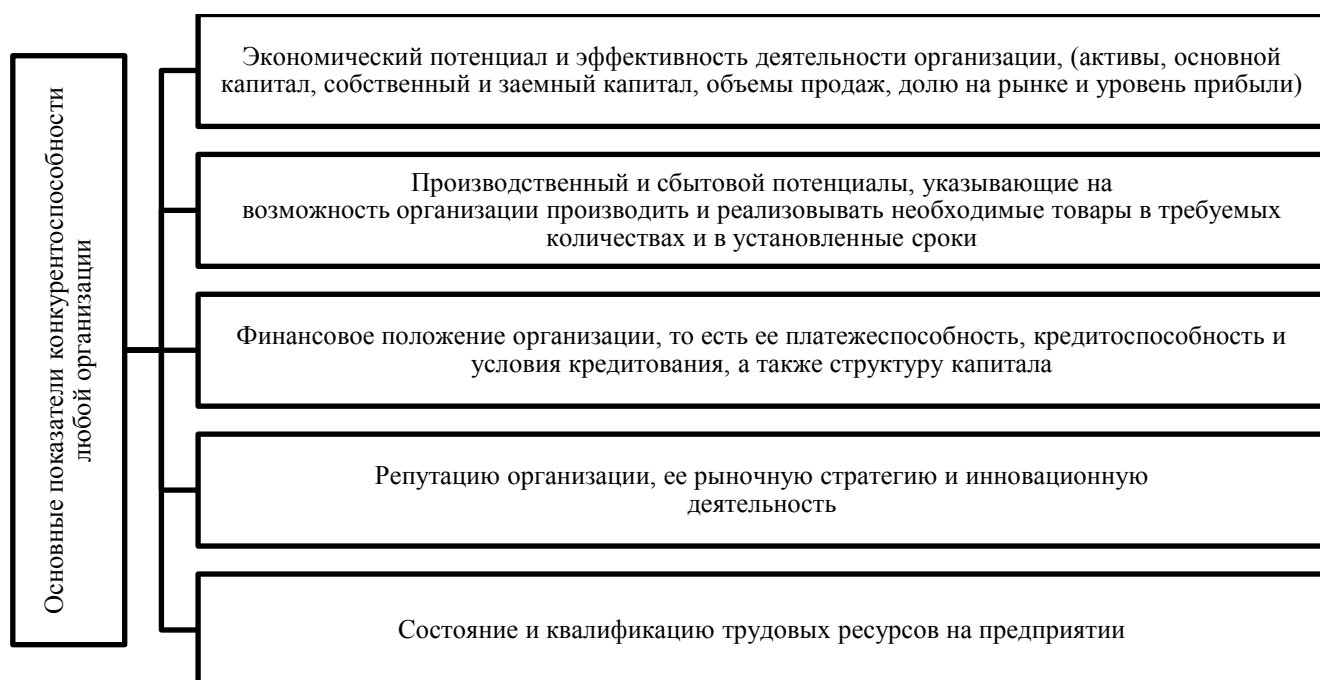 Основные показатели конкурентоспособности
любой организации
Экономический потенциал и эффективность деятельности организации, (активы, основной
капитал, собственный и заемный капитал, объемы продаж, долю на рынке и уровень прибыли)
Производственный и сбытовой потенциалы, указывающие на
возможность организации производить и реализовывать необходимые товары в требуемых
количествах и в установленные сроки
Финансовое положение организации, то есть ее платежеспособность, кредитоспособность и
условия кредитования, а также структуру капитала
Репутацию организации, ее рыночную стратегию и инновационную
деятельность
Состояние и квалификацию трудовых ресурсов на предприятии